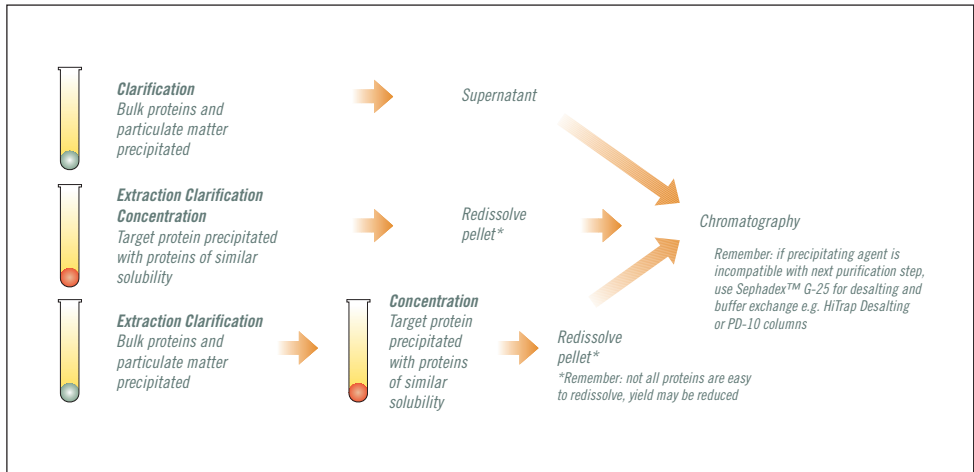 Clarification
Bulk proteins and
particulate matter
precipitated
Supernatant
Extraction Clarification
Concentration
Target protein precipitated
with proteins of similar
solubility
Redissolve
pellet*
Chromatography
Remember: if precipitating agent is
incompatible with next purification step,
use Sephadex™ G-25 for desalting and
buffer exchange e.g. HiTrap Desalting
or PD-10 columns
Extraction Clarification
Bulk proteins and
particulate matter
precipitated
Concentration
Target protein
precipitated
with proteins
of similar
solubility
Redissolve
pellet*
*Remember: not all proteins are easy
to redissolve, yield may be reduced